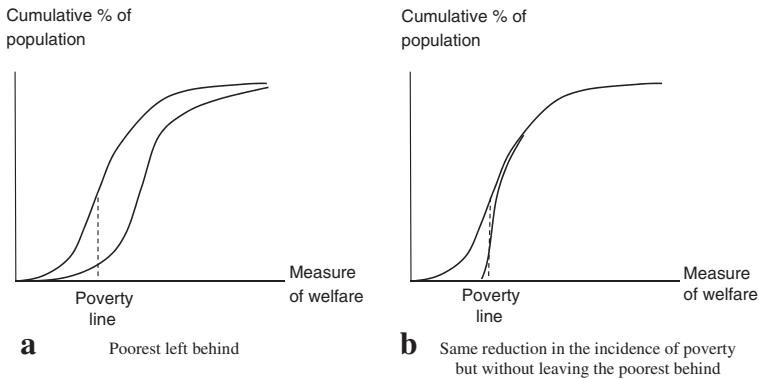 Cumulative % of
population
Measure
of welfare
Poverty
line
a
Poorest left behind
Cumulative % of
population
Measure
of welfare
Poverty
line
b
Same reduction in the incidence of poverty
but without leaving the poorest behind